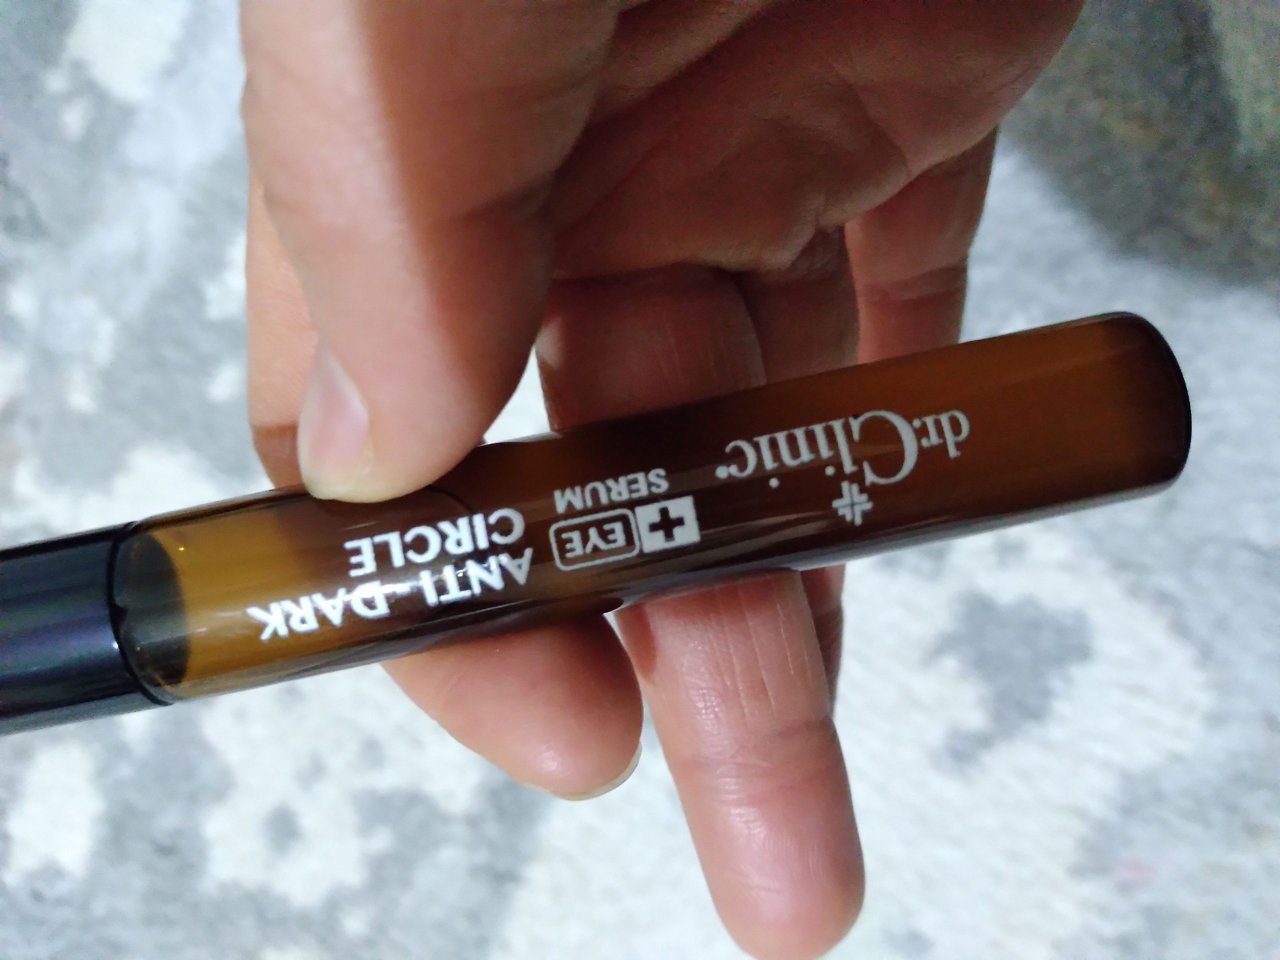 dr.Clinic
EYE
SERUM
ANTI-DARK
CIRCLE